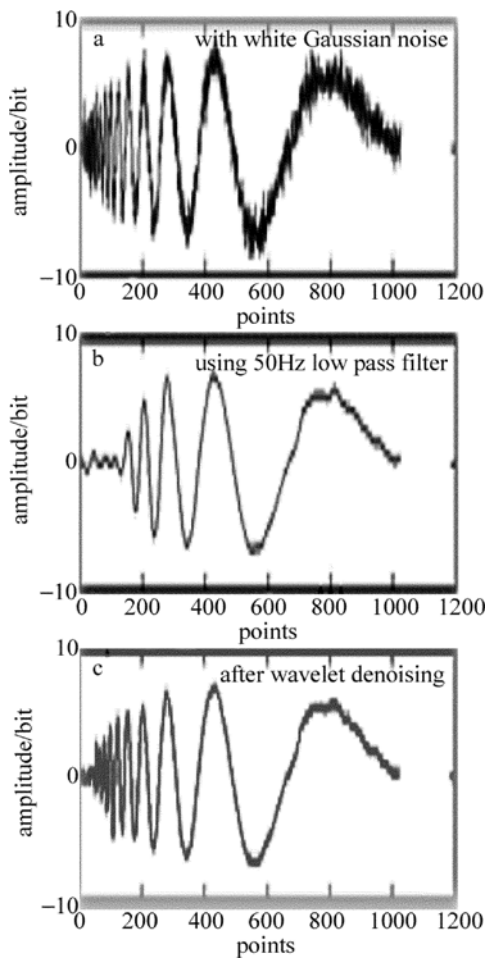 10
a with white Gaussian noise
amplitude/bit
0
−10
0 200 400 600 800 1000 1200
points
10
b using 50Hz low pass filter
amplitude/bit
0
−10
0 200 400 600 800 1000 1200
points
10
c after wavelet denoising
amplitude/bit
0
−10
0 200 400 600 800 1000 1200
points